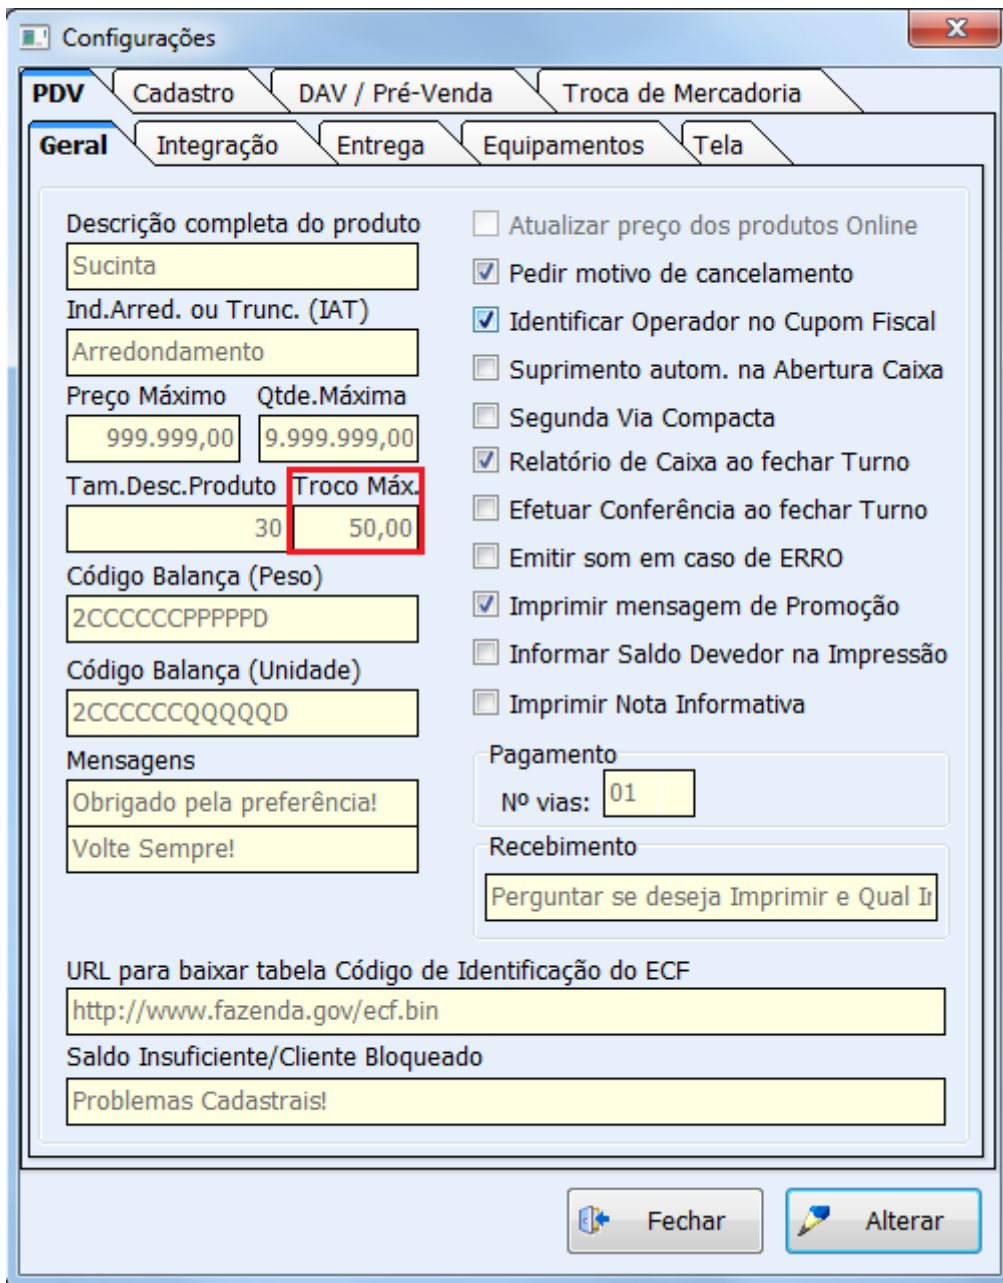 Configurações
PDV Cadastro DAV / Pré-Venda Troca de Mercadoria
Geral Integração Entrega Equipamentos Tela
Descrição completa do produto
Sucinta
Ind.Arred. ou Trunc. (IAT)
Arredondamento
Preço Máximo Qtde.Máxima
999.999,00 9.999.999,00
Tam.Desc.Produto Troco Máx.
30 50,00
Código Balança (Peso)
2CCCCCCPPPPPD
Código Balança (Unidade)
2CCCCCCQQQQQD
Mensagens
Obrigado pela preferência!
Volte Sempre!
Atualizar preço dos produtos Online
Pedir motivo de cancelamento
Identificar Operador no Cupom Fiscal
Suprimento autom. na Abertura Caixa
Segunda Via Compacta
Relatório de Caixa ao fechar Turno
Efetuar Conferência ao fechar Turno
Emitir som em caso de ERRO
Imprimir mensagem de Promoção
Informar Saldo Devedor na Impressão
Imprimir Nota Informativa
Pagamento
Nº vias: 01
Recebimento
Perguntar se deseja Imprimir e Qual
URL para baixar tabela Código de Identificação do ECF
http://www.fazenda.gov/ecf.bin
Saldo Insuficiente/Cliente Bloqueado
Problemas Cadastrais!
Fechar Alterar